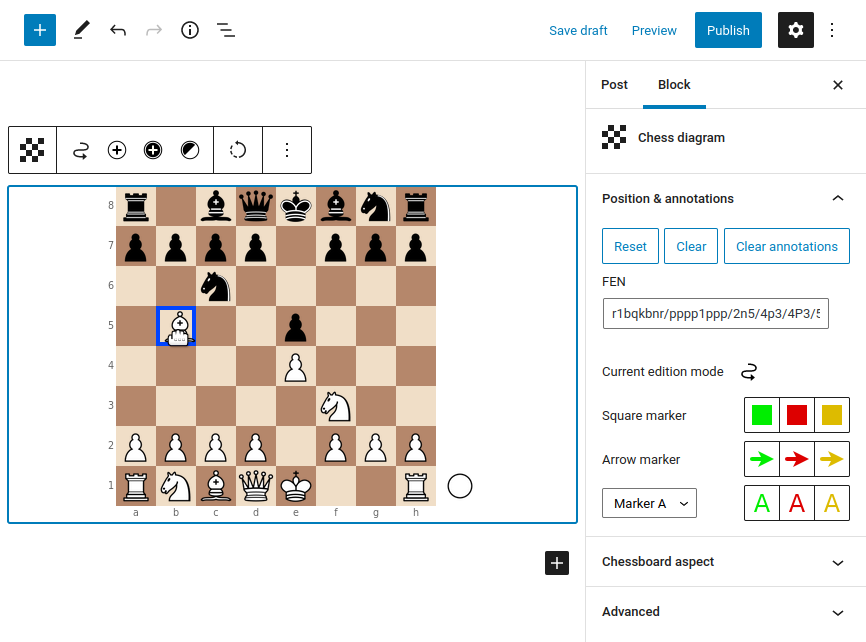 Save draft
Preview
Publish
Post
Block
Chess diagram
Position & annotations
Reset
Clear
Clear annotations
FEN
r1bqkbnr/pppp1ppp/2n5/4p3/4P3/5
Current edition mode
Square marker
Arrow marker
Marker A
A
A
A
Chessboard aspect
Advanced
8
7
6
5
4
3
2
1
a b c d e f g h